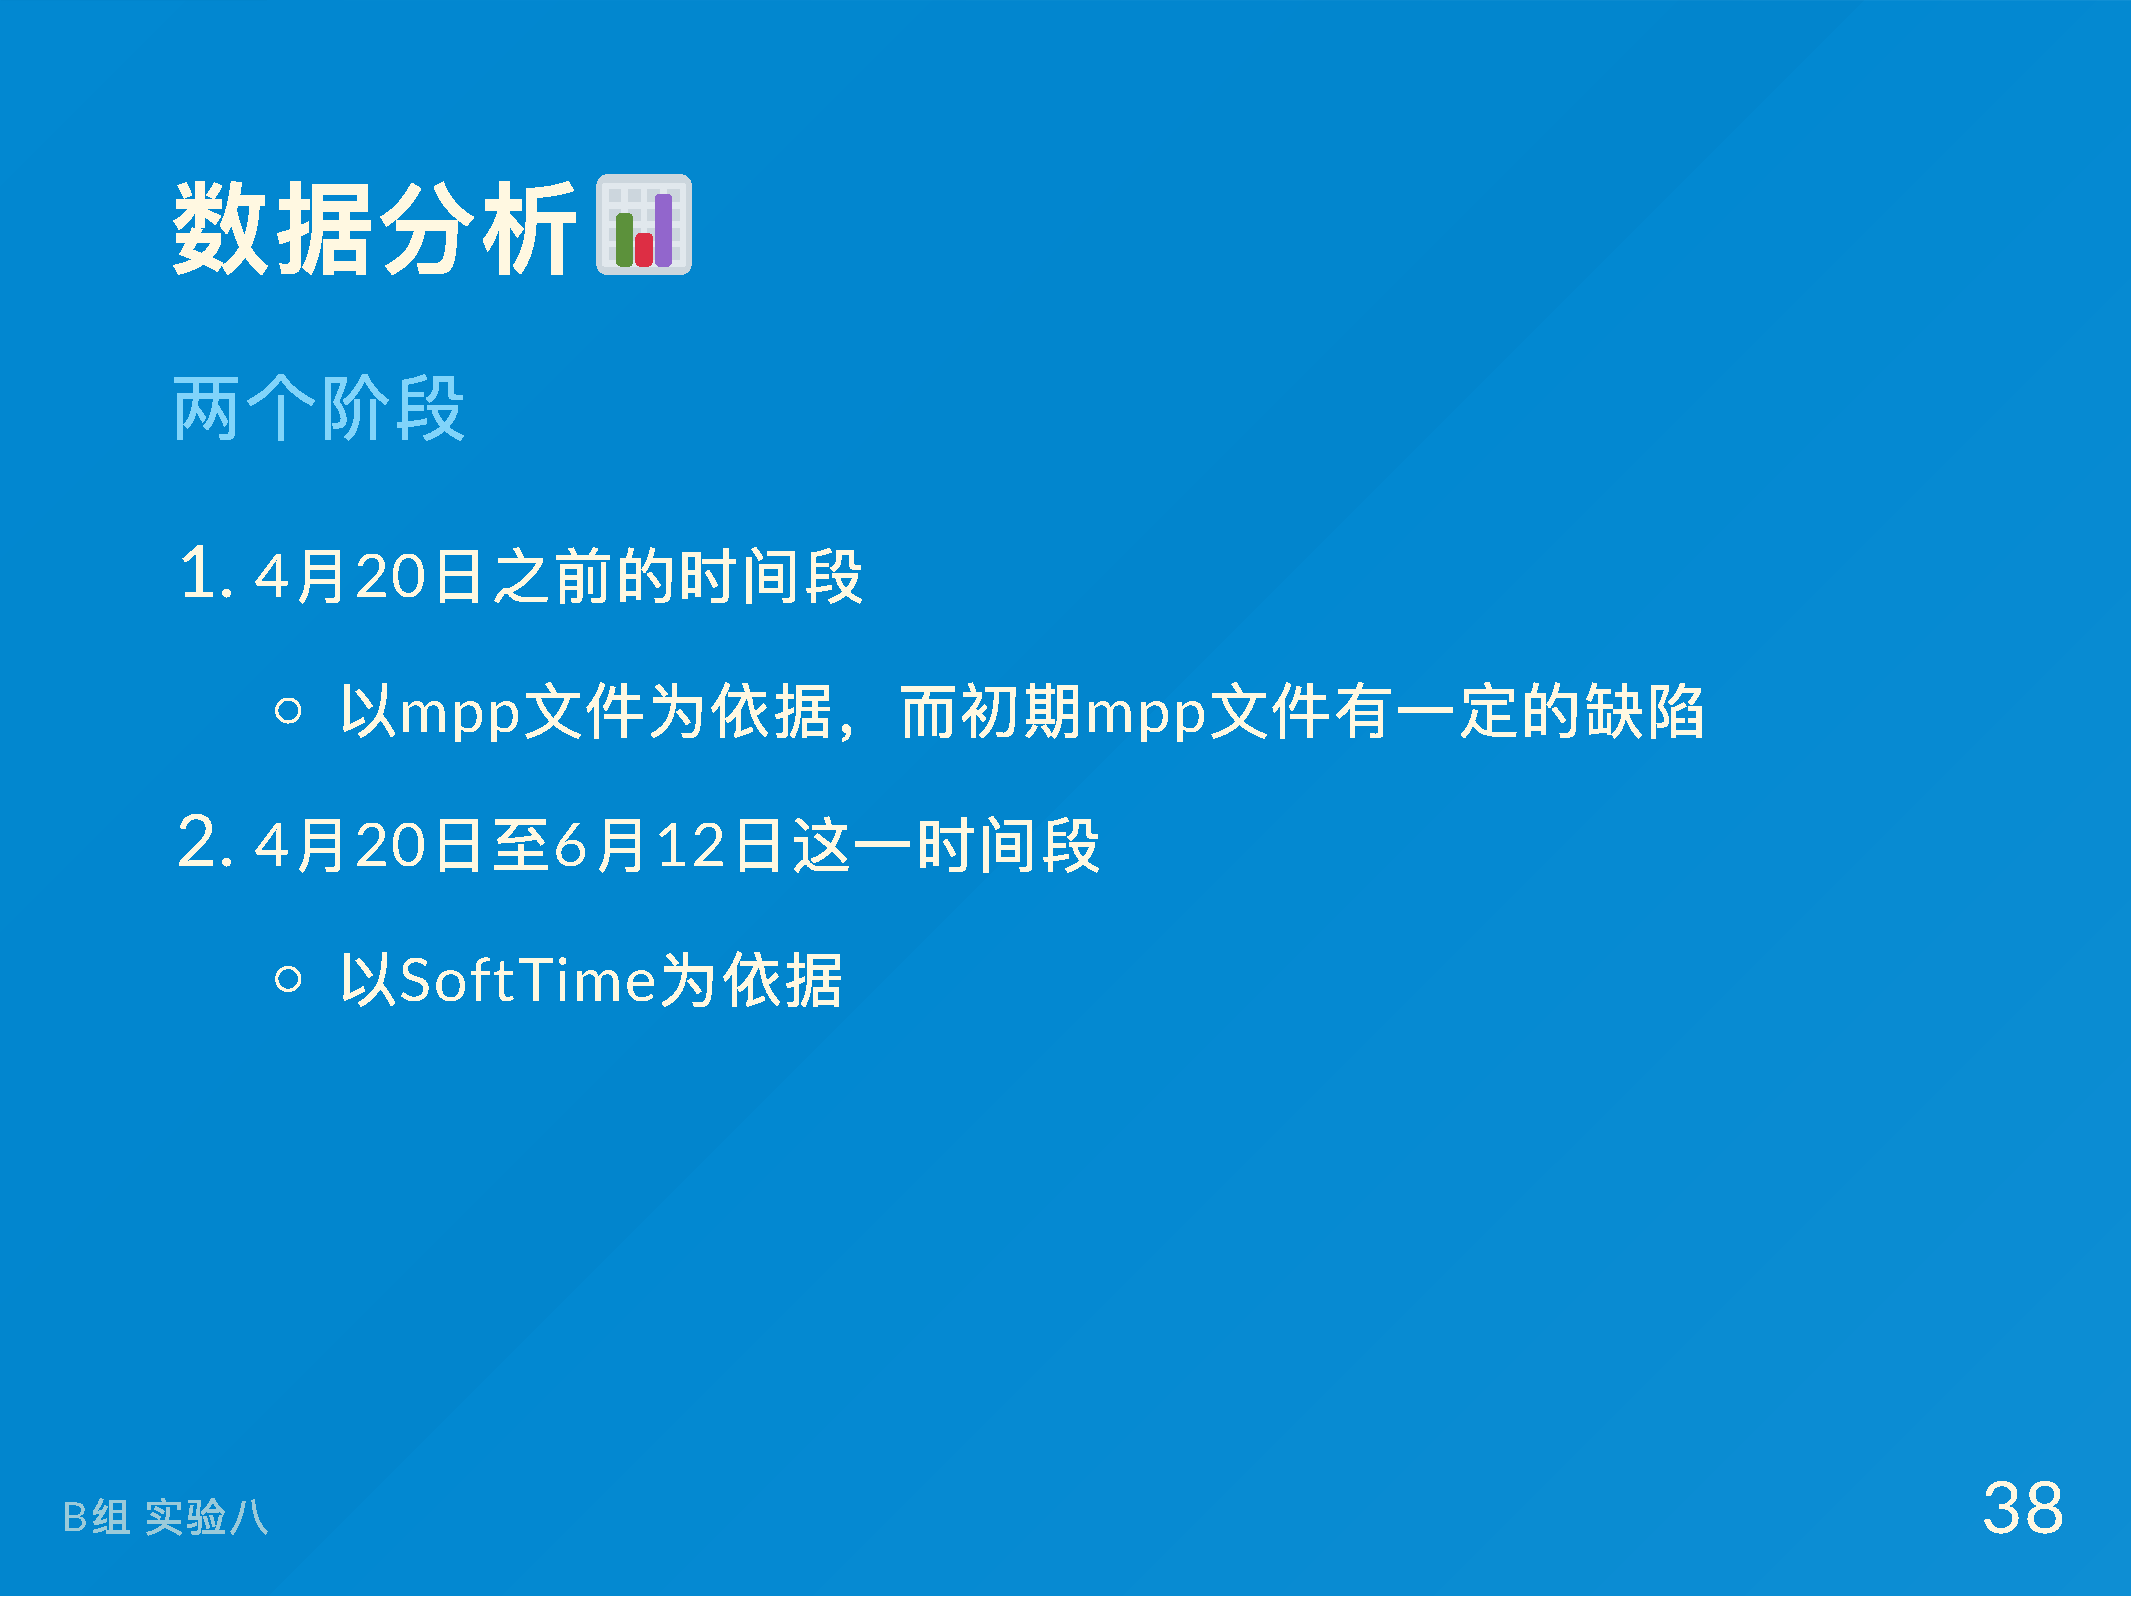 数据分析
两个阶段
1. 4月20日之前的时间段
以mpp文件为依据，而初期mpp文件有一定的缺陷
2. 4月20日至6月12日这一时间段
以SoftTime为依据
B组 实验八
38